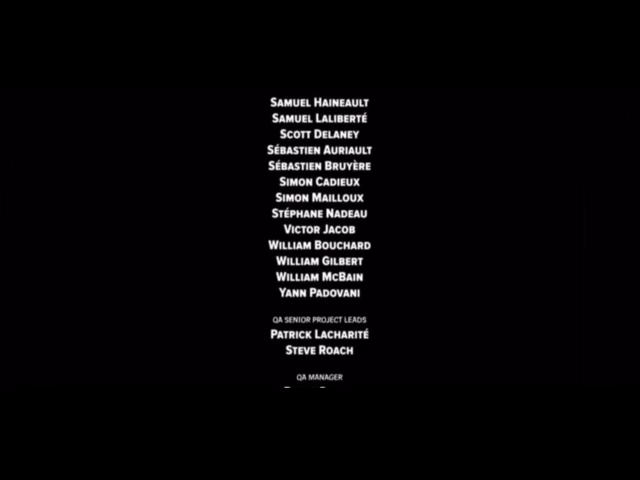 SAMUEL HAINEAULT
SAMUEL LALIBERTÉ
SCOTT DELANEY
SÉBASTIEN AURIAULT
SÉBASTIEN BRUYÈRE
SIMON CADIEUX
SIMON MAILLOUX
STÉPHANE NADEAU
VICTOR JACOB
WILLIAM BOUCHARD
WILLIAM GILBERT
WILLIAM MCBAIN
YANN PADOVANI
QA SENIOR PROJECT LEADS
PATRICK LACHARITÉ
STEVE ROACH
QA MANAGER